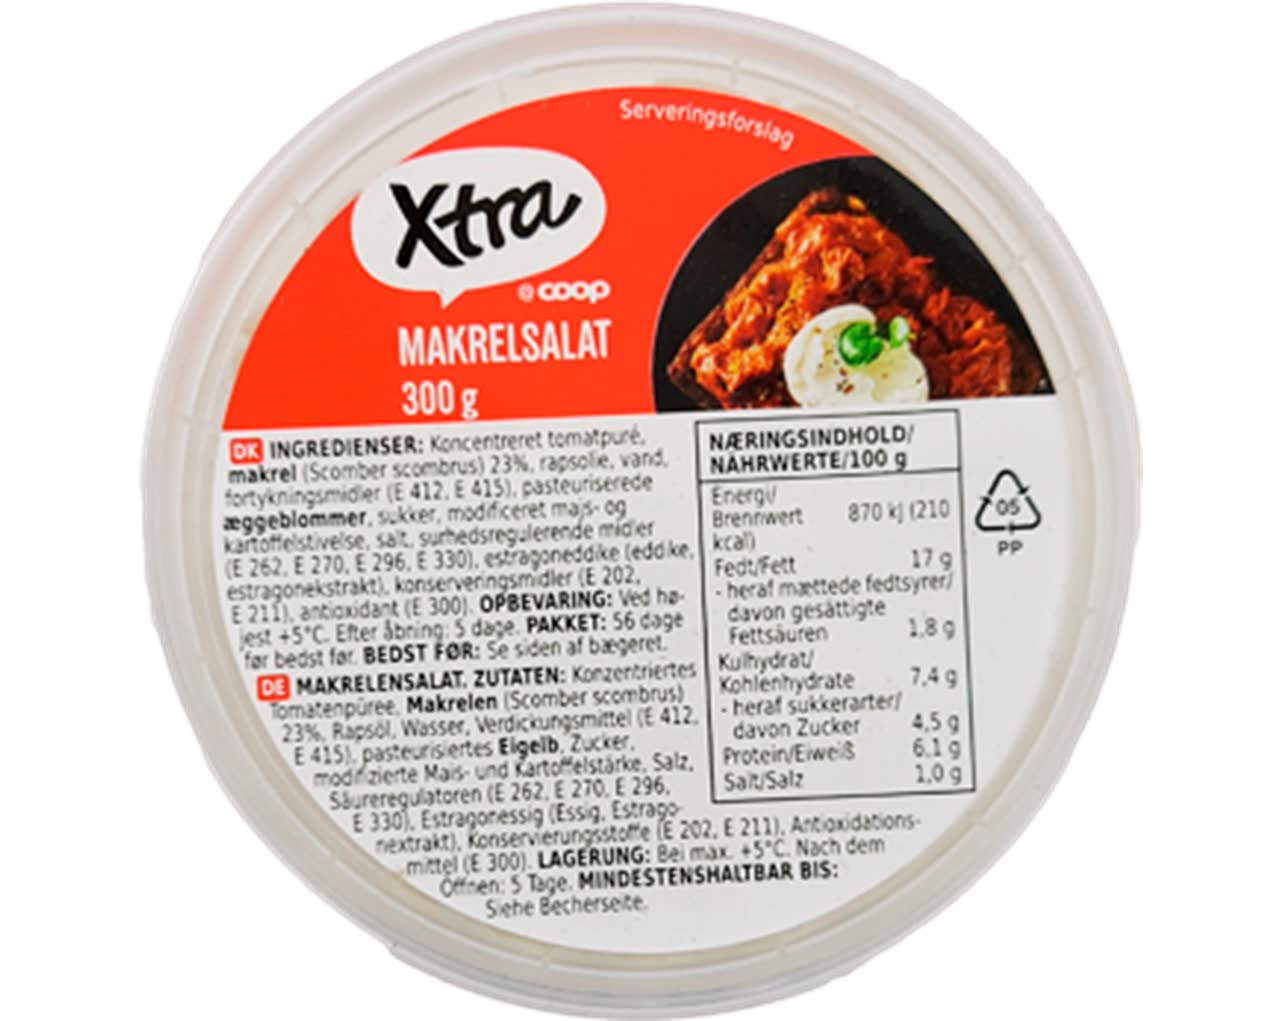 Serveringsforslag
Xtra
coop
MAKRELSALAT
300 g
DK INGREDIENSER: Koncentreret tomatpuré,
makrel (Scomber scombrus) 23%, rapsolie, vand,
fortykningsmidler (E 412, E 415), pasteuriserede
æggeblommer, sukker, modificeret majs- og
kartoffelstivelse, salt, surhedsregulerende midler
(E 262, E 270, E 296, E 330), estragoneddike (eddike,
estragonekstrakt), konserveringsmidler (E 202,
E 211), antioxidant (E 300). OPBEVARING: Ved hø-
jest +5°C. Efter åbning: 5 dage. PAKKET: 56 dage
før bedst før. BEDST FØR: Se siden af bægeret.
DE MAKRELENSALAT. ZUTATEN: Konzentriertes
Tomatenpüree, Makrelen (Scomber scombrus)
23%, Rapsöl, Wasser, Verdickungsmittel (E 412,
E 415), pasteurisiertes Eigelb, Zucker,
modifizierte Mais- und Kartoffelstärke, Salz,
Säureregulatoren (E 262, E 270, E 296,
E 330), Estragonessig (Essig, Estrago-
nextrakt), Konservierungsstoffe (E 202, E 211), Antioxidations-
mittel (E 300). LAGERUNG: Bei max. +5°C. Nach dem
Öffnen: 5 Tage. MINDESTENSHALTBAR BIS:
Siehe Becherseite.
NÆRINGSINDHOLD/
NÄHRWERTE/100 g
Energi/
Brennwert 870 kJ (210
kcal)
Fedt/Fett 17 g
- heraf mættede fedtsyrer/
davon gesättigte
Fettsäuren 1,8 g
Kulhydrat/
Kohlenhydrate 7,4 g
- heraf sukkerarter/
davon Zucker 4,5 g
Protein/Eiweiß 6,1 g
Salt/Salz 1,0 g
05
PP